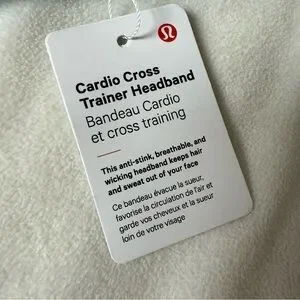 Cardio Cross
Trainer Headband
Bandeau Cardio
et cross training
This anti-stink, breathable, and
wicking headband keeps hair
and sweat out of your face
Ce bandeau évacue la sueur,
favorise la circulation de l'air et
garde vos cheveux et la sueur
loin de votre visage